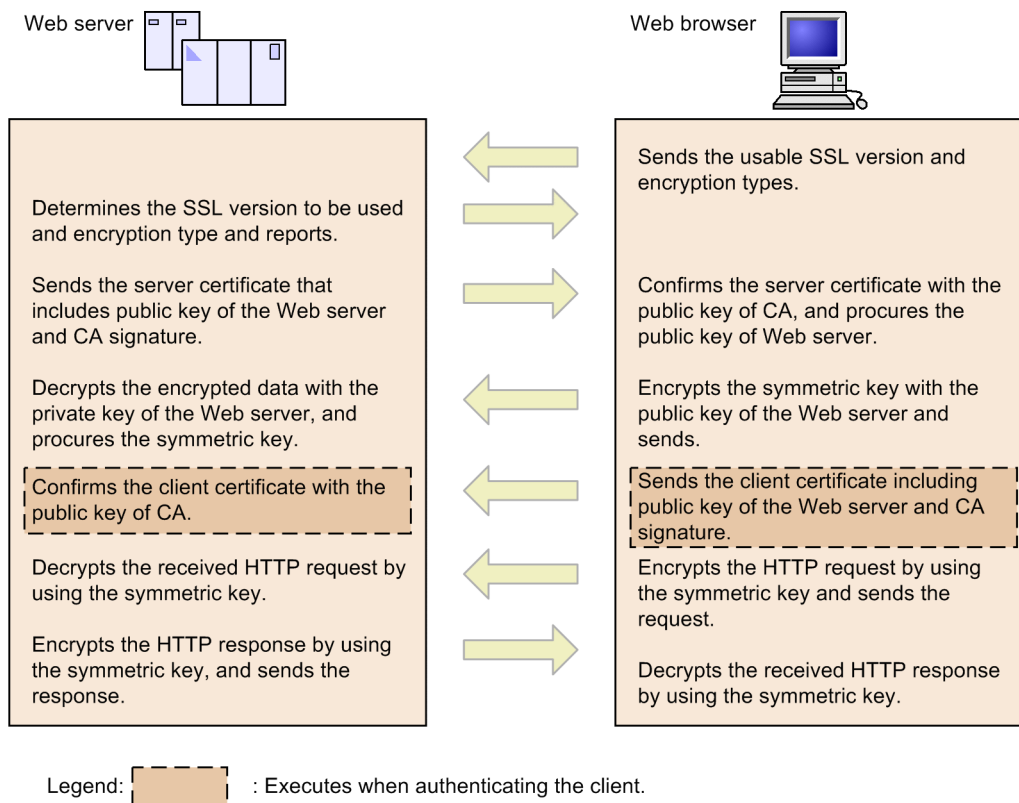 Web server
Web browser
Sends the usable SSL version and
encryption types.
Determines the SSL version to be used
and encryption type and reports.
Sends the server certificate that
includes public key of the Web server
and CA signature.
Confirms the server certificate with the
public key of CA, and procures the
public key of Web server.
Decrypts the encrypted data with the
private key of the Web server, and
procures the symmetric key.
Encrypts the symmetric key with the
public key of the Web server and
sends.
Confirms the client certificate with the
public key of CA.
Sends the client certificate including
public key of the Web server and CA
signature.
Decrypts the received HTTP request by
using the symmetric key.
Encrypts the HTTP request by using
the symmetric key and sends the
request.
Encrypts the HTTP response by using
the symmetric key, and sends the
response.
Decrypts the received HTTP response
by using the symmetric key.
Legend: : Executes when authenticating the client.